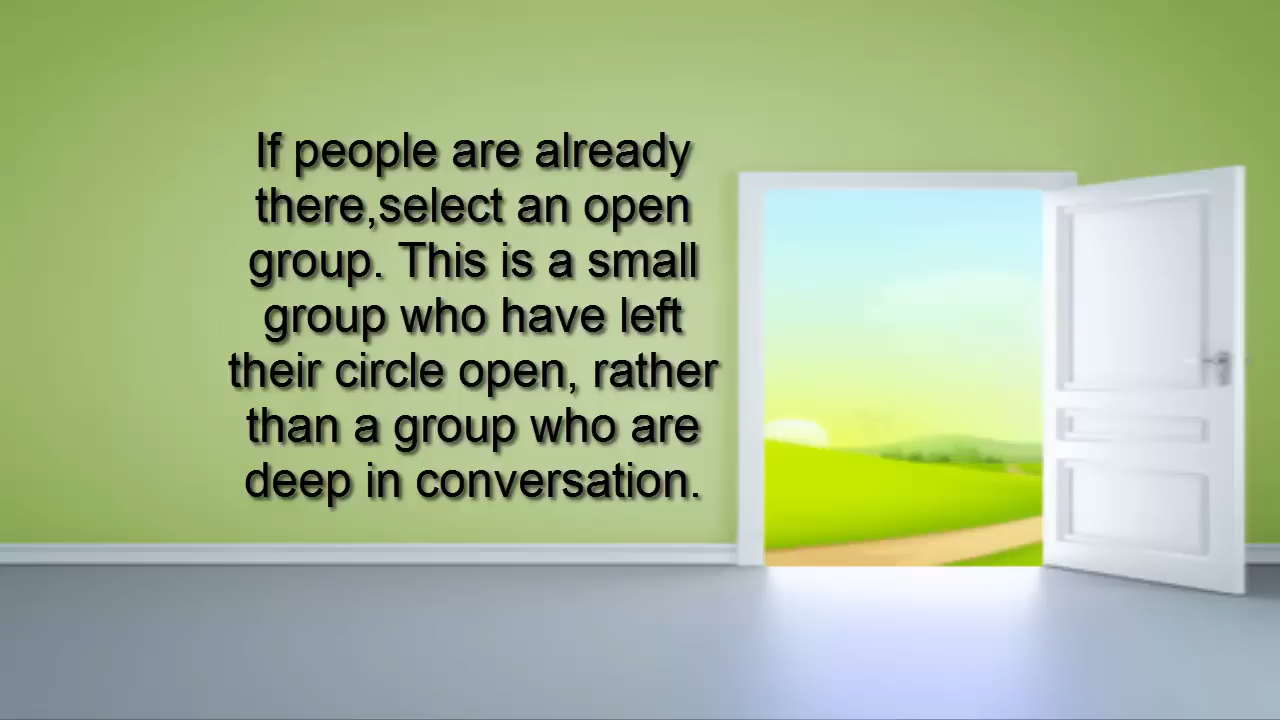 If people are already
there,select an open
group. This is a small
group who have left
their circle open, rather
than a group who are
deep in conversation.